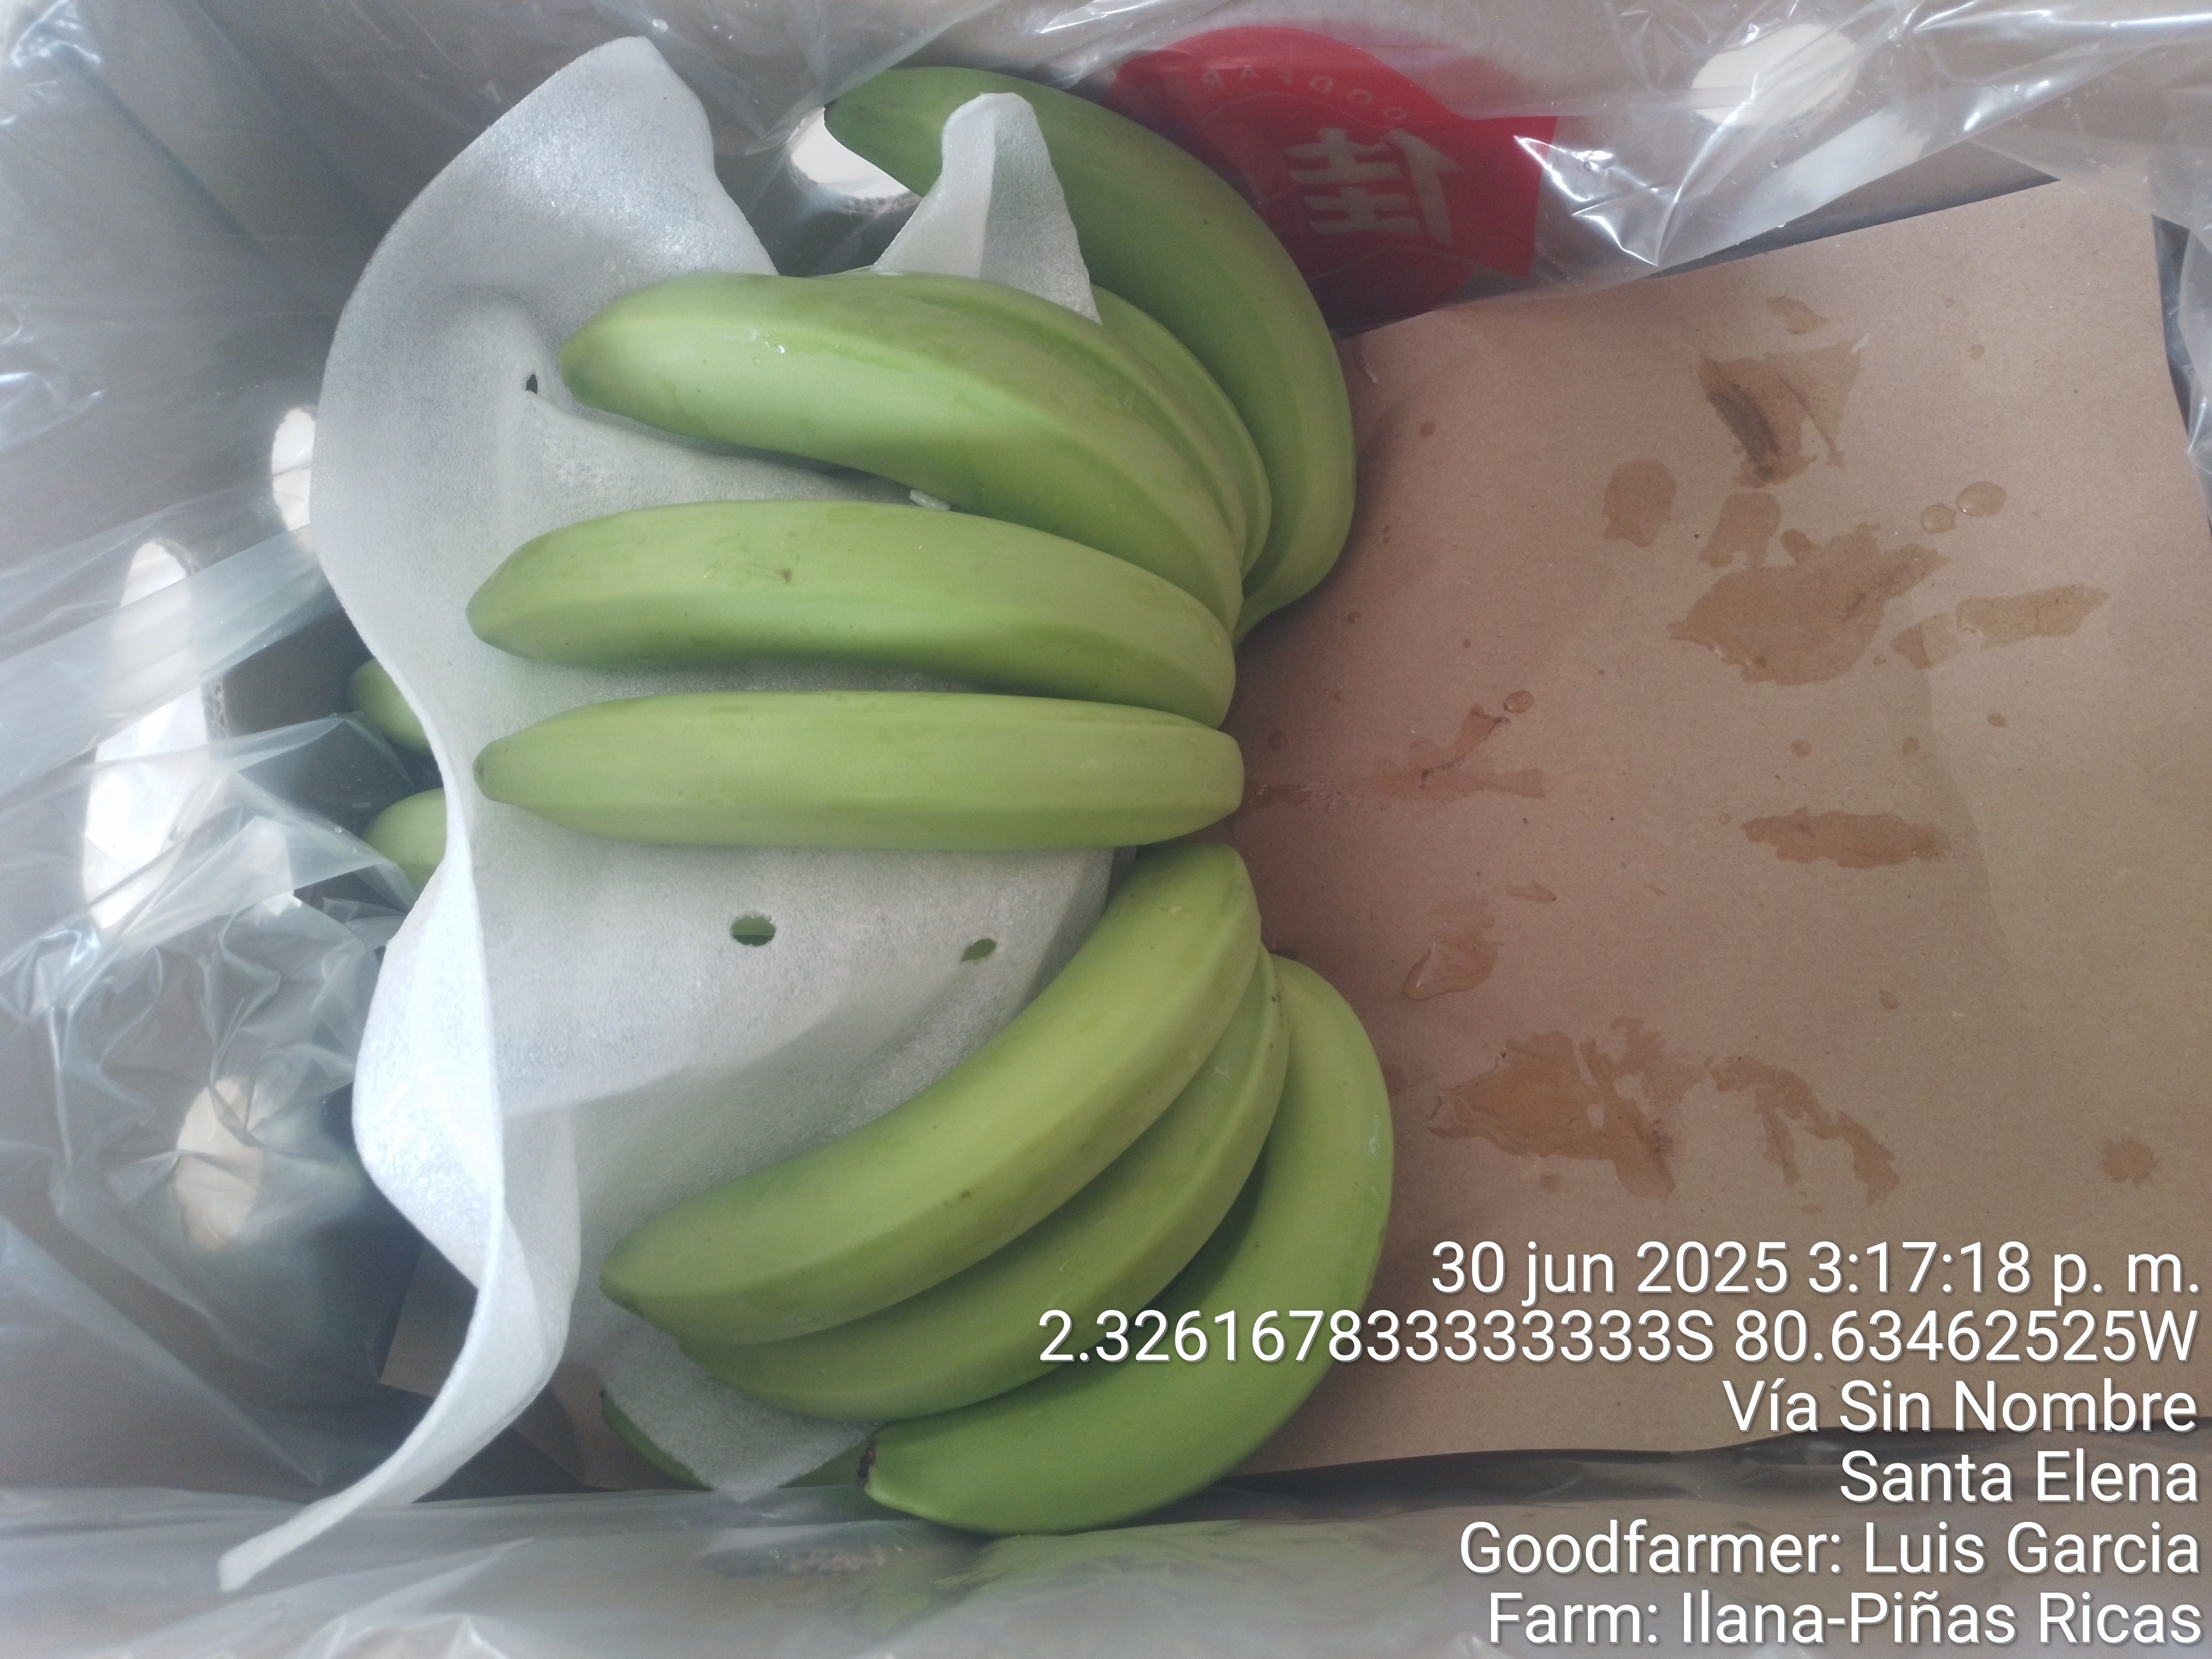 30 jun 2025 3:17:18 p. m.
2.3261678333333333S 80.63462525W
Vía Sin Nombre
Santa Elena
Goodfarmer: Luis Garcia
Farm: Ilana-Piñas Ricas